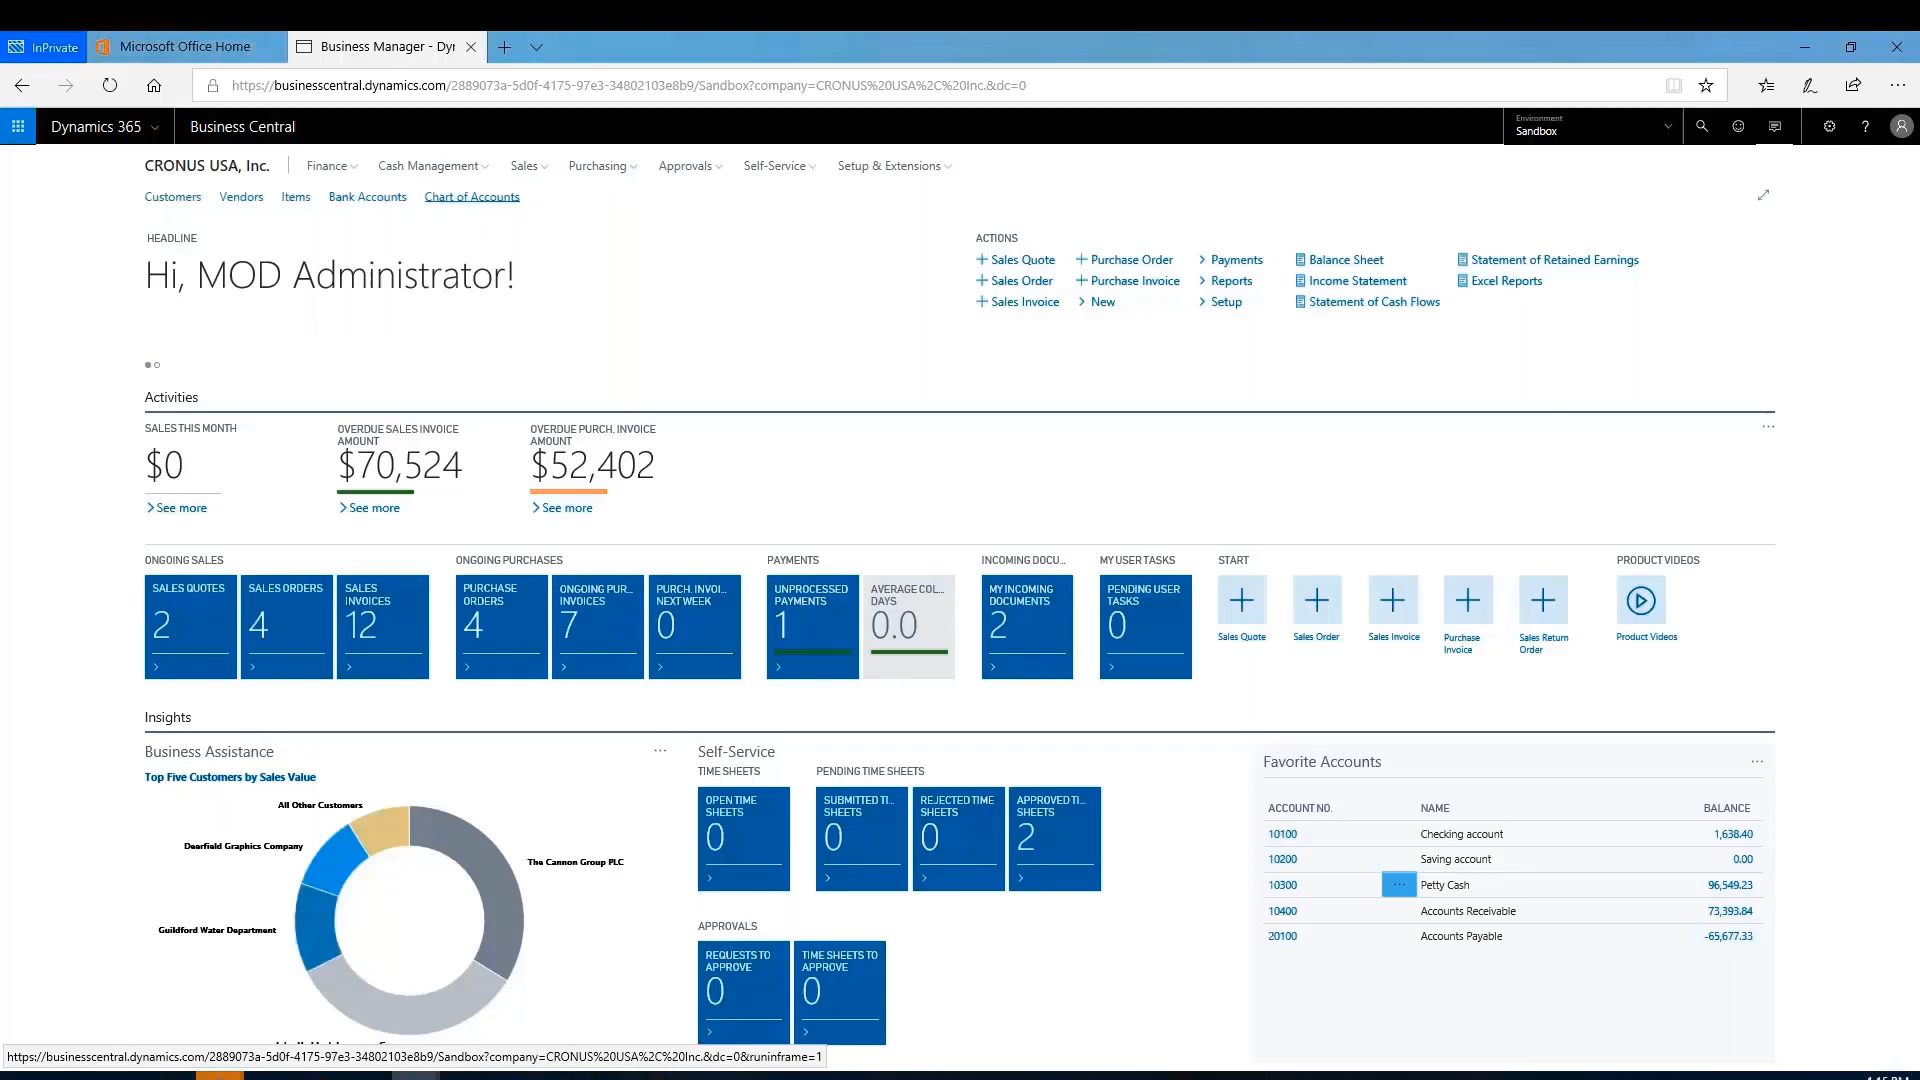 InPrivate
Microsoft Office Home
Business Manager - Dyr
https://businesscentral.dynamics.com/2889073a-5d0f-4175-97e3-34802103e8b9/Sandbox?company=CRONUS%20USA%2C%20Inc.&dc=0
Dynamics 365
Business Central
Environment
Sandbox
CRONUS USA, Inc.
Finance
Cash Management
Sales
Purchasing
Approvals
Self-Service
Setup & Extensions
Customers
Vendors
Items
Bank Accounts
Chart of Accounts
HEADLINE
Hi, MOD Administrator!
ACTIONS
Sales Quote
Purchase Order
Payments
Balance Sheet
Statement of Retained Earnings
Sales Order
Purchase Invoice
Reports
Income Statement
Excel Reports
Sales Invoice
New
Setup
Statement of Cash Flows
Activities
SALES THIS MONTH
$0
See more
OVERDUE SALES INVOICE
AMOUNT
$70,524
See more
OVERDUE PURCH. INVOICE
AMOUNT
$52,402
See more
ONGOING SALES
SALES QUOTES
2
SALES ORDERS
4
SALES
INVOICES
12
ONGOING PURCHASES
PURCHASE
ORDERS
4
ONGOING PUR...
INVOICES
7
PURCH. INVOI...
NEXT WEEK
0
PAYMENTS
UNPROCESSED
PAYMENTS
1
AVERAGE COL...
DAYS
0.0
INCOMING DOCU...
MY INCOMING
DOCUMENTS
2
MY USER TASKS
PENDING USER
TASKS
0
START
Sales Quote
Sales Order
Sales Invoice
Purchase
Invoice
Sales Return
Order
PRODUCT VIDEOS
Product Videos
Insights
Business Assistance
Top Five Customers by Sales Value
All Other Customers
Deerfield Graphics Company
The Cannon Group PLC
Guildford Water Department
Self-Service
TIME SHEETS
OPEN TIME
SHEETS
0
PENDING TIME SHEETS
SUBMITTED TI...
SHEETS
0
REJECTED TIME
SHEETS
0
APPROVED TI...
SHEETS
2
APPROVALS
REQUESTS TO
APPROVE
0
TIME SHEETS TO
APPROVE
0
Favorite Accounts
ACCOUNT NO. NAME BALANCE
10100 Checking account 1,638.40
10200 Saving account 0.00
10300 Petty Cash 96,549.23
10400 Accounts Receivable 73,393.84
20100 Accounts Payable -65,677.33
https://businesscentral.dynamics.com/2889073a-5d0f-4175-97e3-34802103e8b9/Sandbox?company=CRONUS%20USA%2C%20Inc.&dc=0&runinframe=1